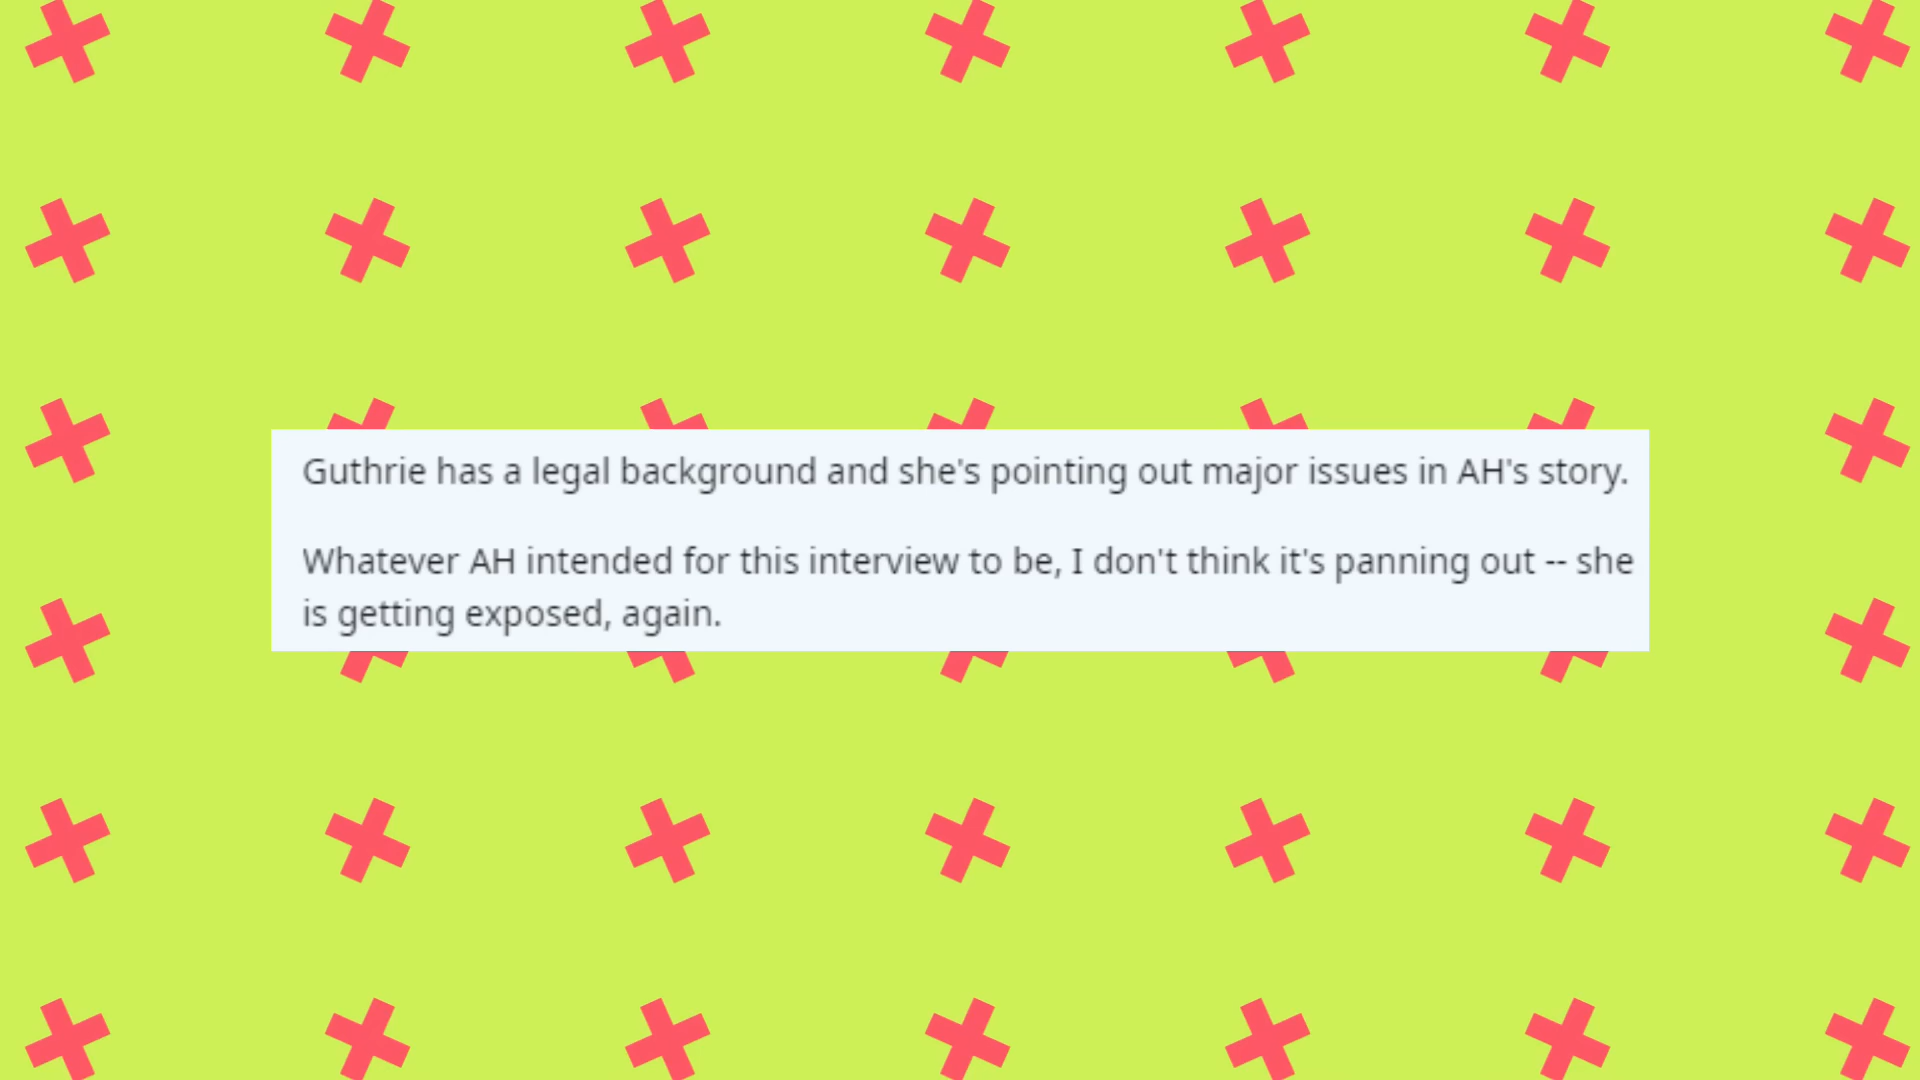 Guthrie has a legal background and she's pointing out major issues in AH's story.
Whatever AH intended for this interview to be, I don't think it's panning out -- she
is getting exposed, again.